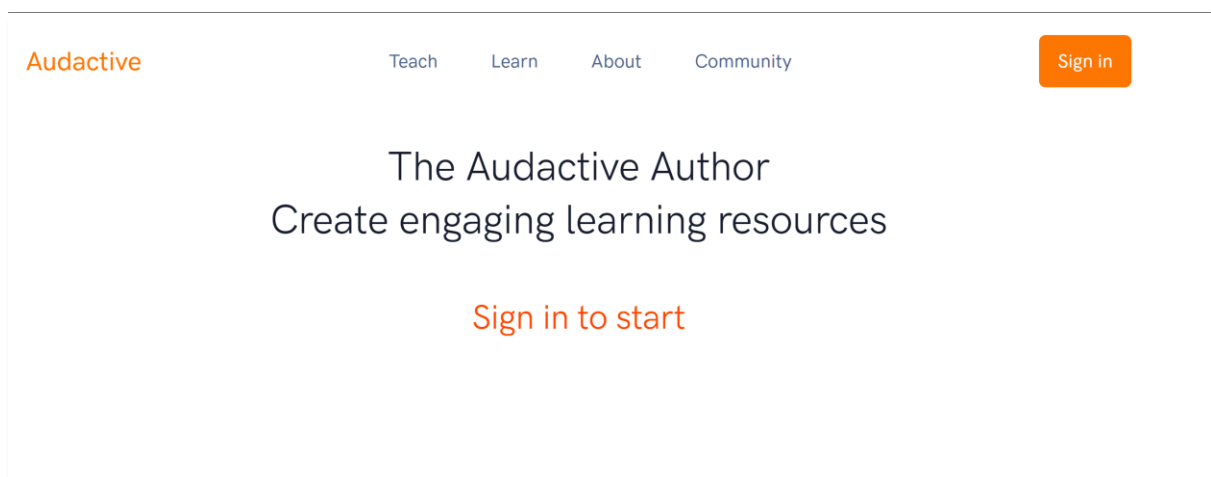 Audactive Teach Learn About Community Sign in
The Audactive Author
Create engaging learning resources
Sign in to start